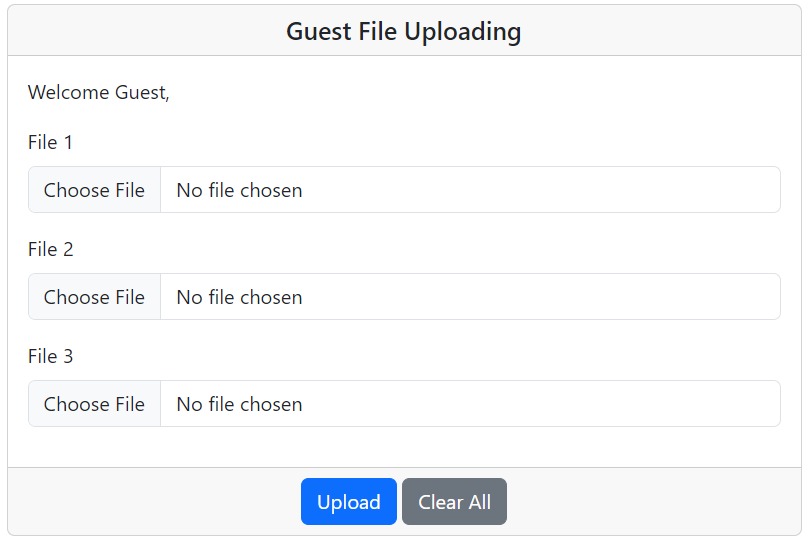 Guest File Uploading
Welcome Guest,
File 1
Choose File No file chosen
File 2
Choose File No file chosen
File 3
Choose File No file chosen
Upload Clear All